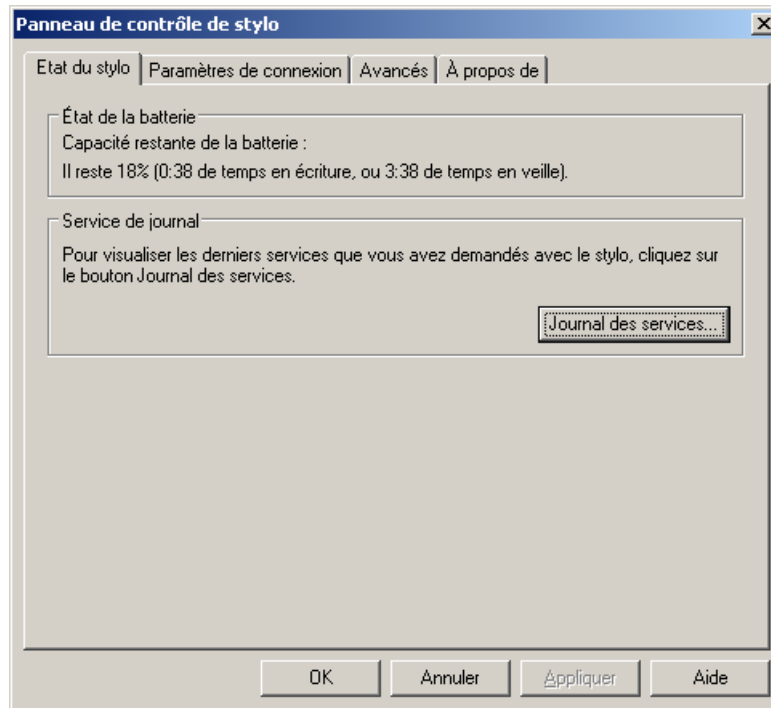 Panneau de contrôle de stylo
Etat du stylo Paramètres de connexion Avancés À propos de
État de la batterie
Capacité restante de la batterie :
Il reste 18% (0:38 de temps en écriture, ou 3:38 de temps en veille).
Service de journal
Pour visualiser les derniers services que vous avez demandés avec le stylo, cliquez sur
le bouton Journal des services.
Journal des services...
OK Annuler Appliquer Aide